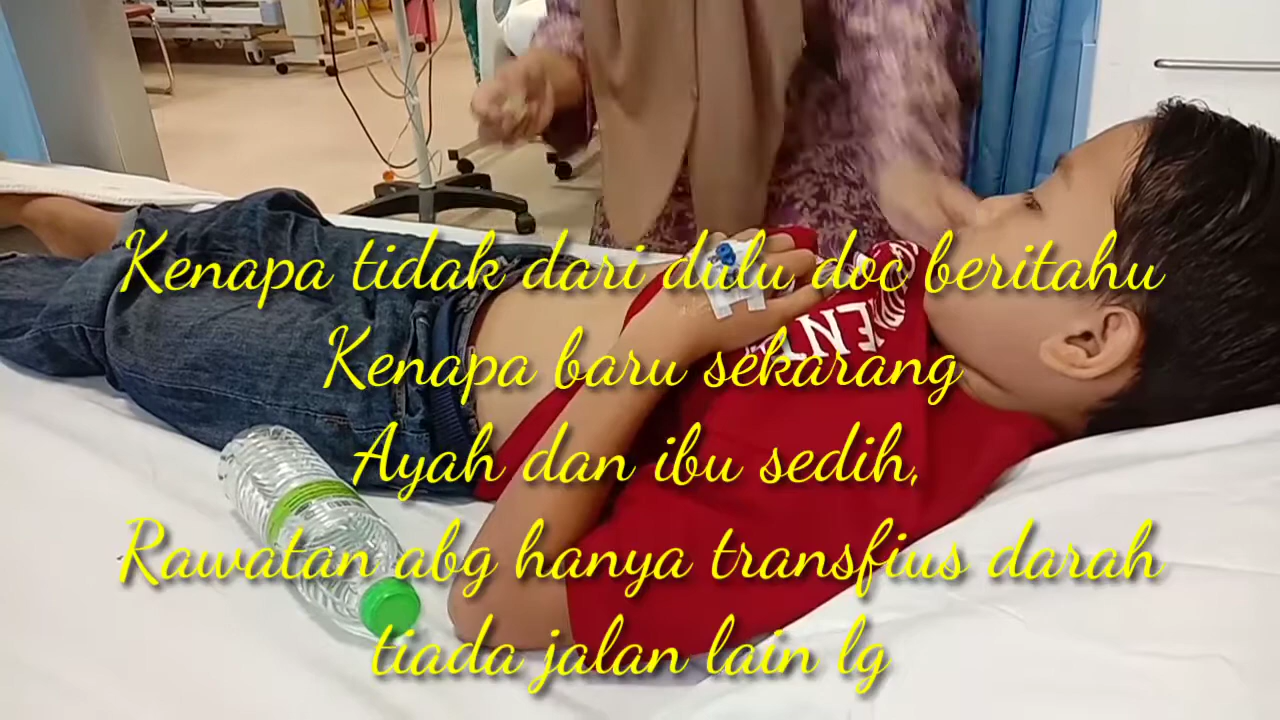 Kenapa tidak dari dulu doc beritahu
Kenapa baru sekarang
Ayah dan ibu sedih,
Rawatan abg hanya transfius darah
tiada jalan lain lg